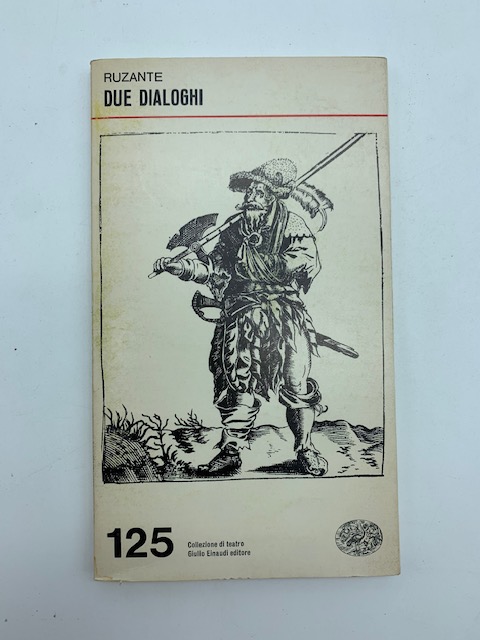 RUZANTE
DUE DIALOGHI
125
Collezione di teatro
Giulio Einaudi editore